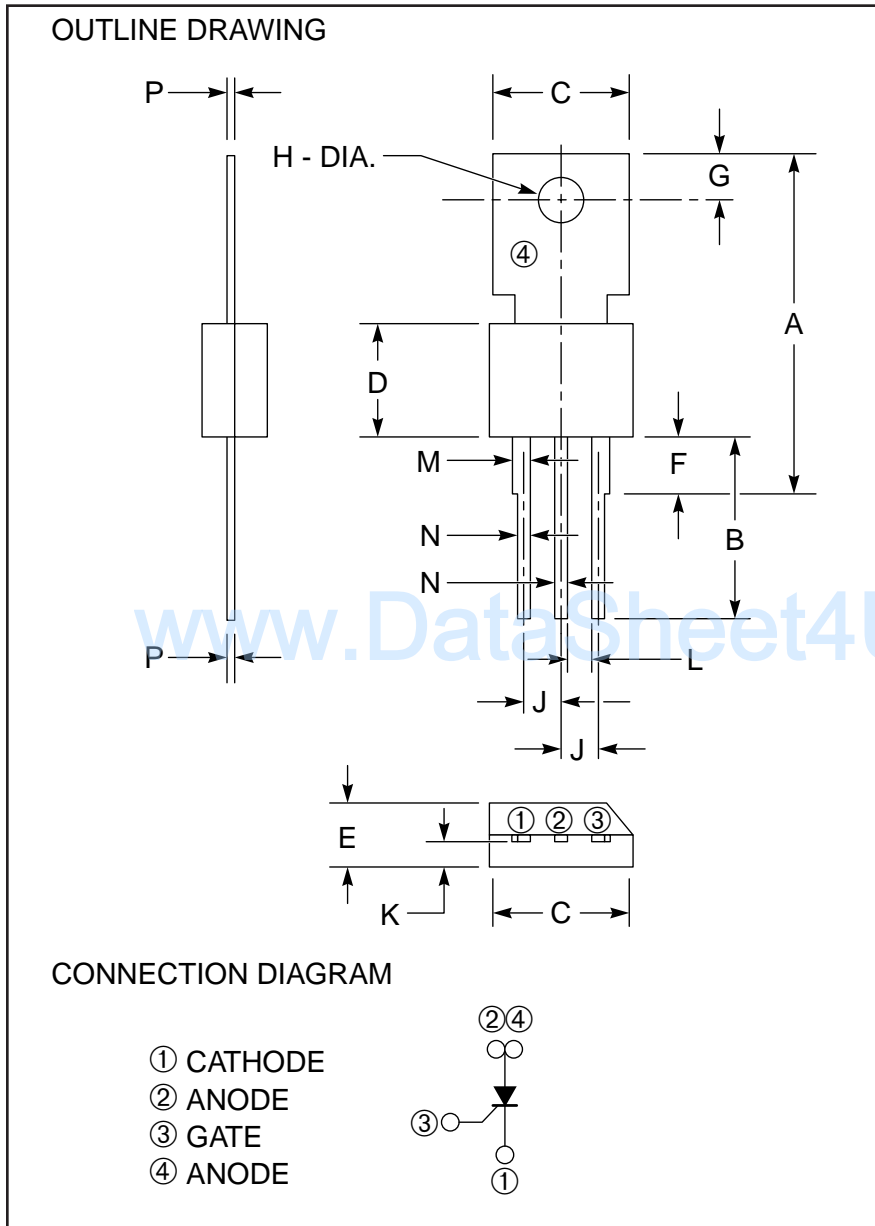 OUTLINE DRAWING
P
C
H - DIA.
G
④
A
D
M
F
N
B
N
www.DataSheet4U
P
L
J
J
① ② ③
E
K
C
CONNECTION DIAGRAM
②④
① CATHODE
② ANODE
③ GATE
④ ANODE
③
①